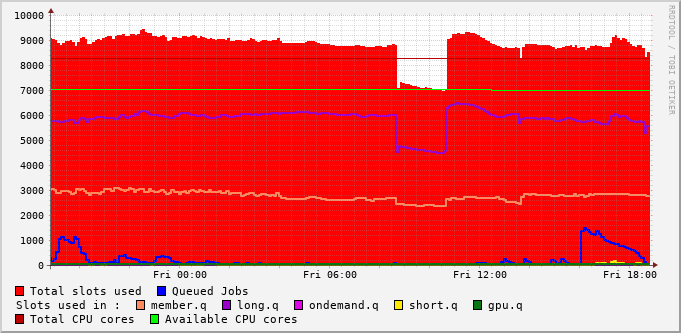 10000
9000
8000
7000
6000
5000
4000
3000
2000
1000
0
Fri 00:00 Fri 06:00 Fri 12:00 Fri 18:00
RRDTOOL / TOBI OETIKER
Total slots used Queued Jobs
Slots used in : member.q long.q ondemand.q short.q gpu.q
Total CPU cores Available CPU cores